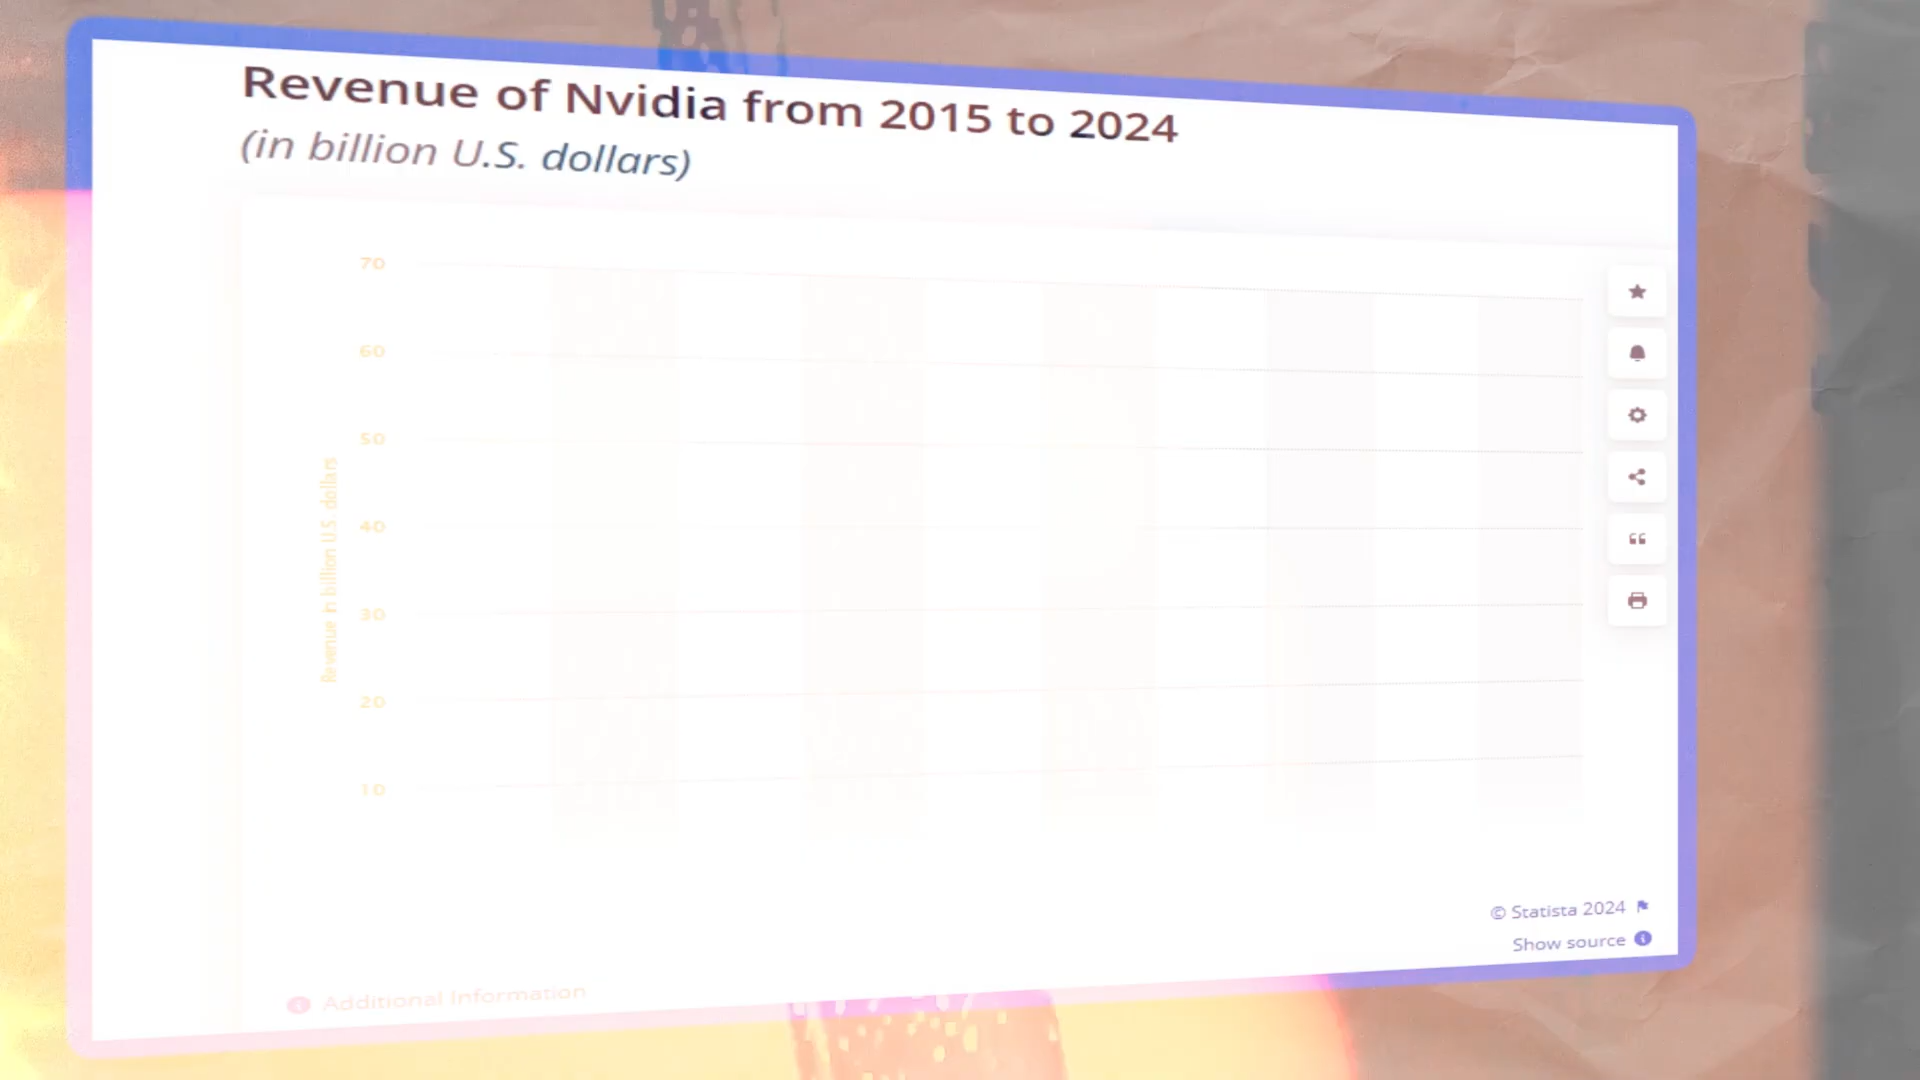 Revenue of Nvidia from 2015 to 2024
(in billion U.S. dollars)
70
60
50
40
30
20
10
Revenue in billion U.S. dollars
© Statista 2024
Show source
Additional Information